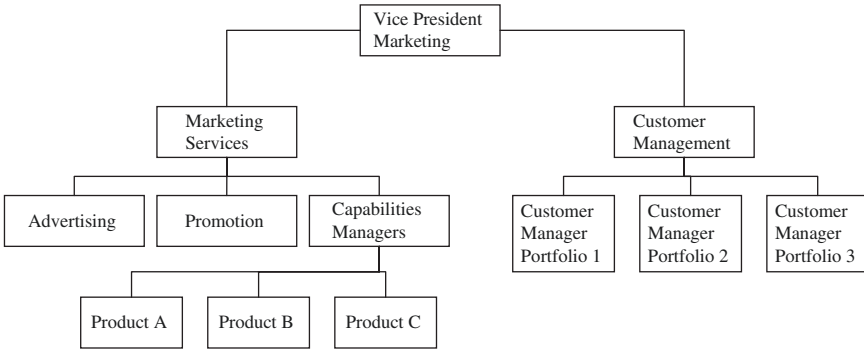 Vice President
Marketing
Marketing
Services
Customer
Management
Advertising
Promotion
Capabilities
Managers
Customer
Manager
Portfolio 1
Customer
Manager
Portfolio 2
Customer
Manager
Portfolio 3
Product A
Product B
Product C